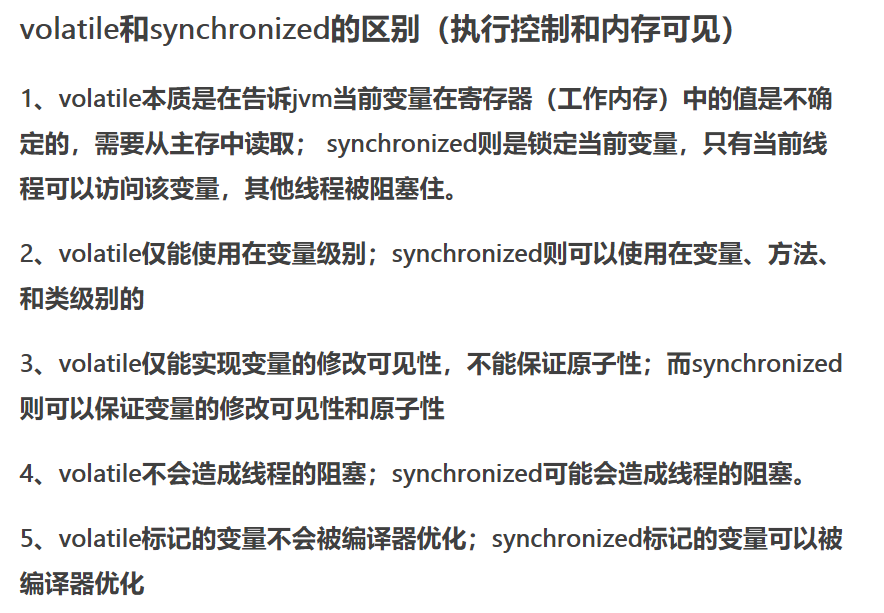 volatile和synchronized的区别（执行控制和内存可见）
1、volatile本质是在告诉jvm当前变量在寄存器（工作内存）中的值是不确
定的，需要从主存中读取； synchronized则是锁定当前变量，只有当前线
程可以访问该变量，其他线程被阻塞住。
2、volatile仅能使用在变量级别；synchronized则可以使用在变量、方法、
和类级别的
3、volatile仅能实现变量的修改可见性，不能保证原子性；而synchronized
则可以保证变量的修改可见性和原子性
4、volatile不会造成线程的阻塞；synchronized可能会造成线程的阻塞。
5、volatile标记的变量不会被编译器优化；synchronized标记的变量可以被
编译器优化